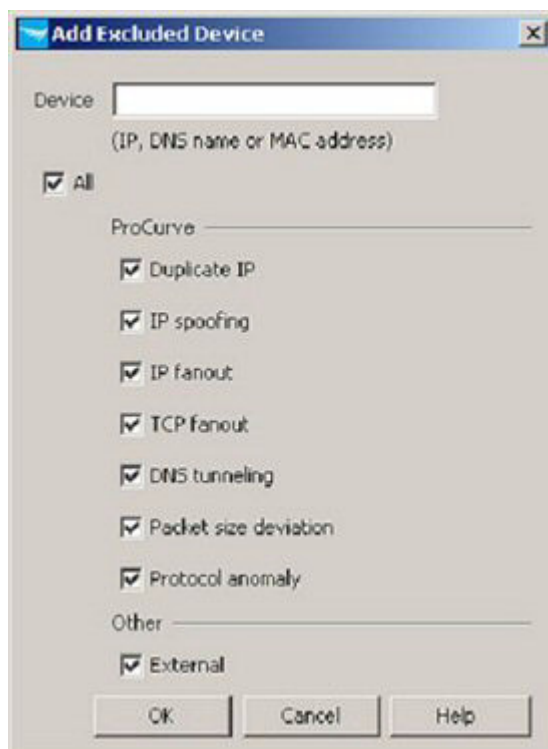 Add Excluded Device
Device
(IP, DNS name or MAC address)
All
ProCurve
Duplicate IP
IP spoofing
IP fanout
TCP fanout
DNS tunneling
Packet size deviation
Protocol anomaly
Other
External
OK Cancel Help